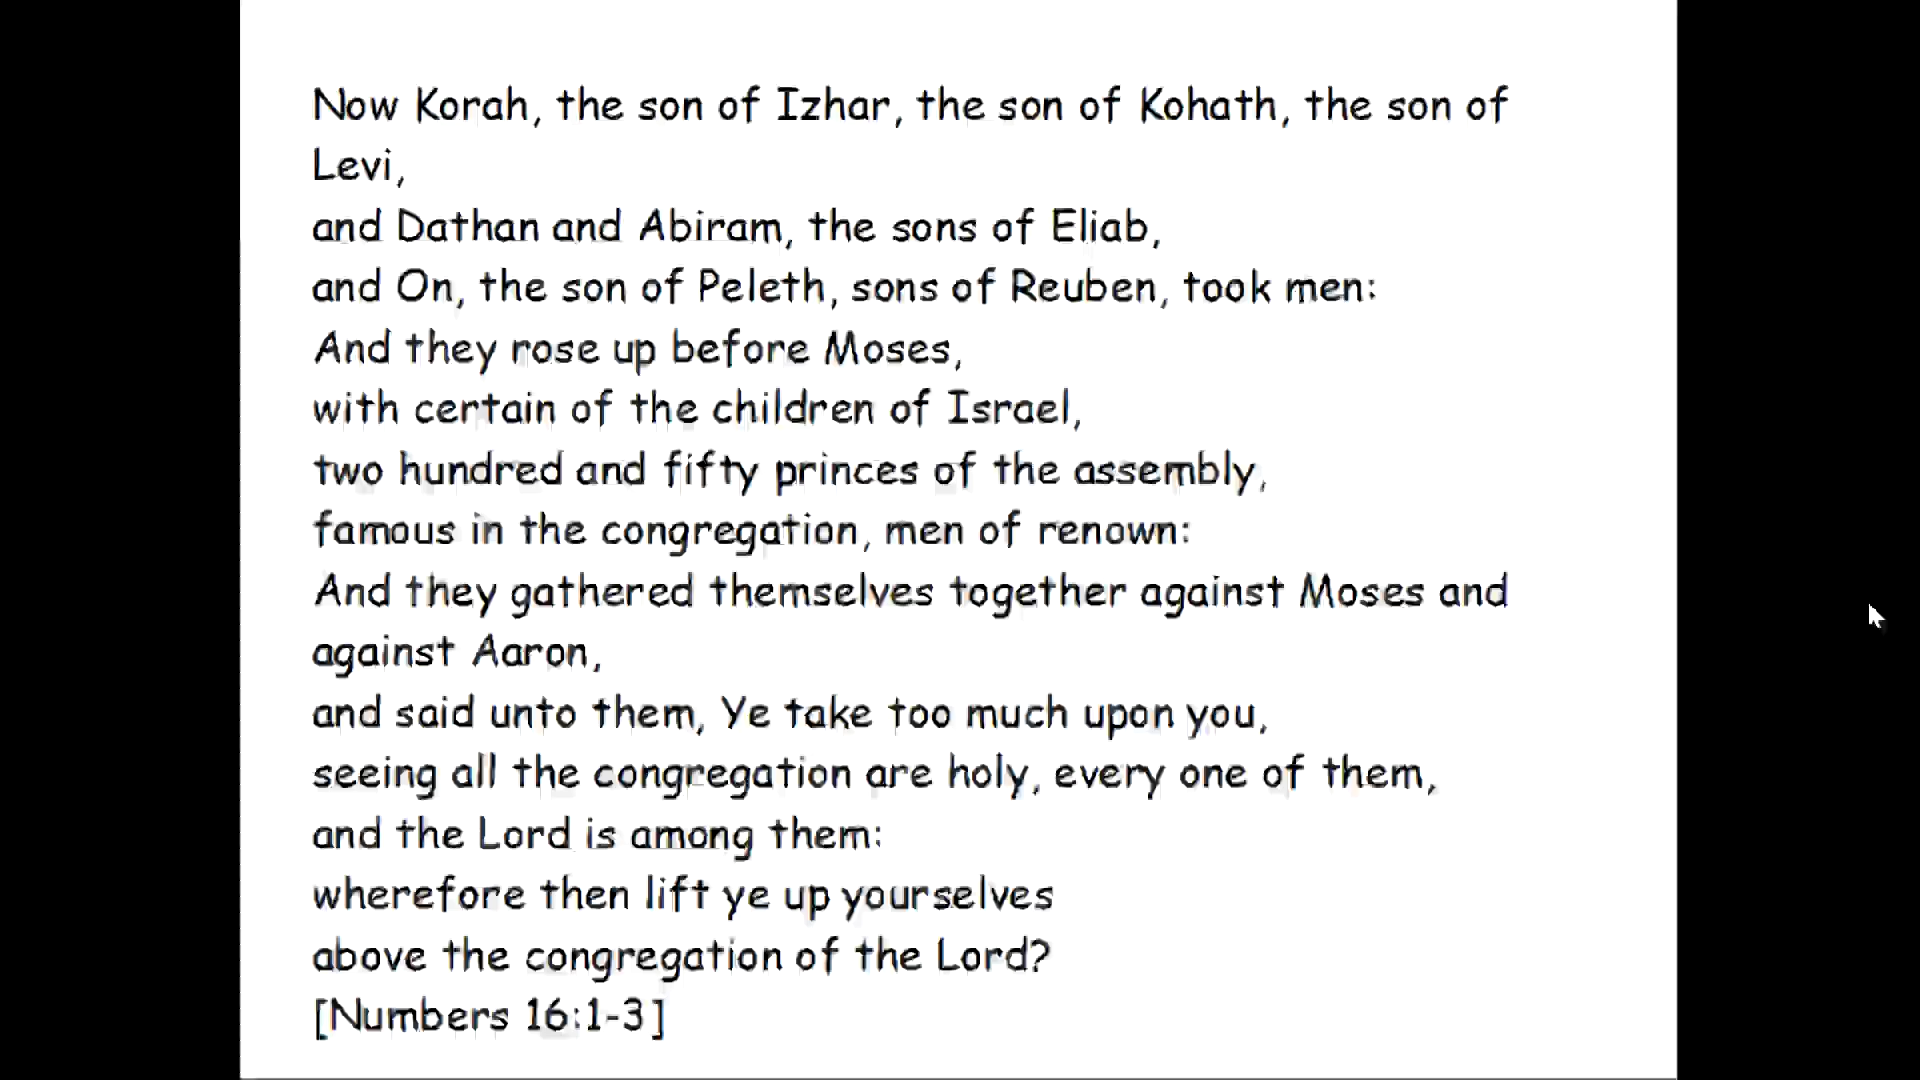 Now Korah, the son of Izhar, the son of Kohath, the son of
Levi,
and Dathan and Abiram, the sons of Eliab,
and On, the son of Peleth, sons of Reuben, took men:
And they rose up before Moses,
with certain of the children of Israel,
two hundred and fifty princes of the assembly,
famous in the congregation, men of renown:
And they gathered themselves together against Moses and
against Aaron,
and said unto them, Ye take too much upon you,
seeing all the congregation are holy, every one of them,
and the Lord is among them:
wherefore then lift ye up yourselves
above the congregation of the Lord?
[Numbers 16:1-3]